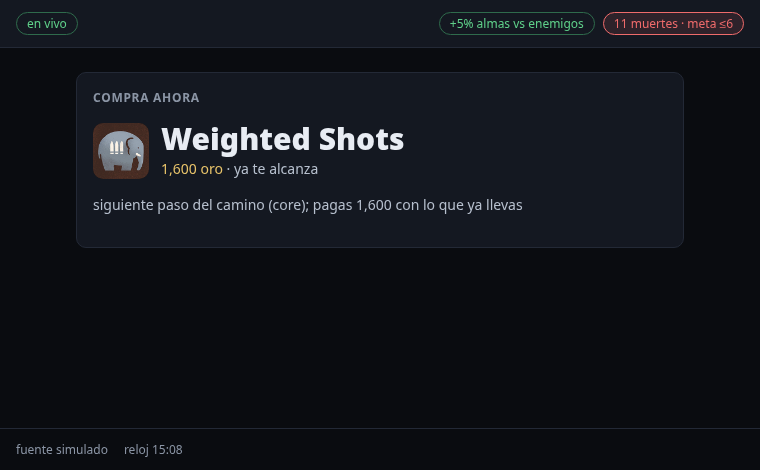 en vivo
+5% almas vs enemigos
11 muertes · meta ≤6
COMPRA AHORA
Weighted Shots
1,600 oro · ya te alcanza
siguiente paso del camino (core); pagas 1,600 con lo que ya llevas
fuente simulado
reloj 15:08